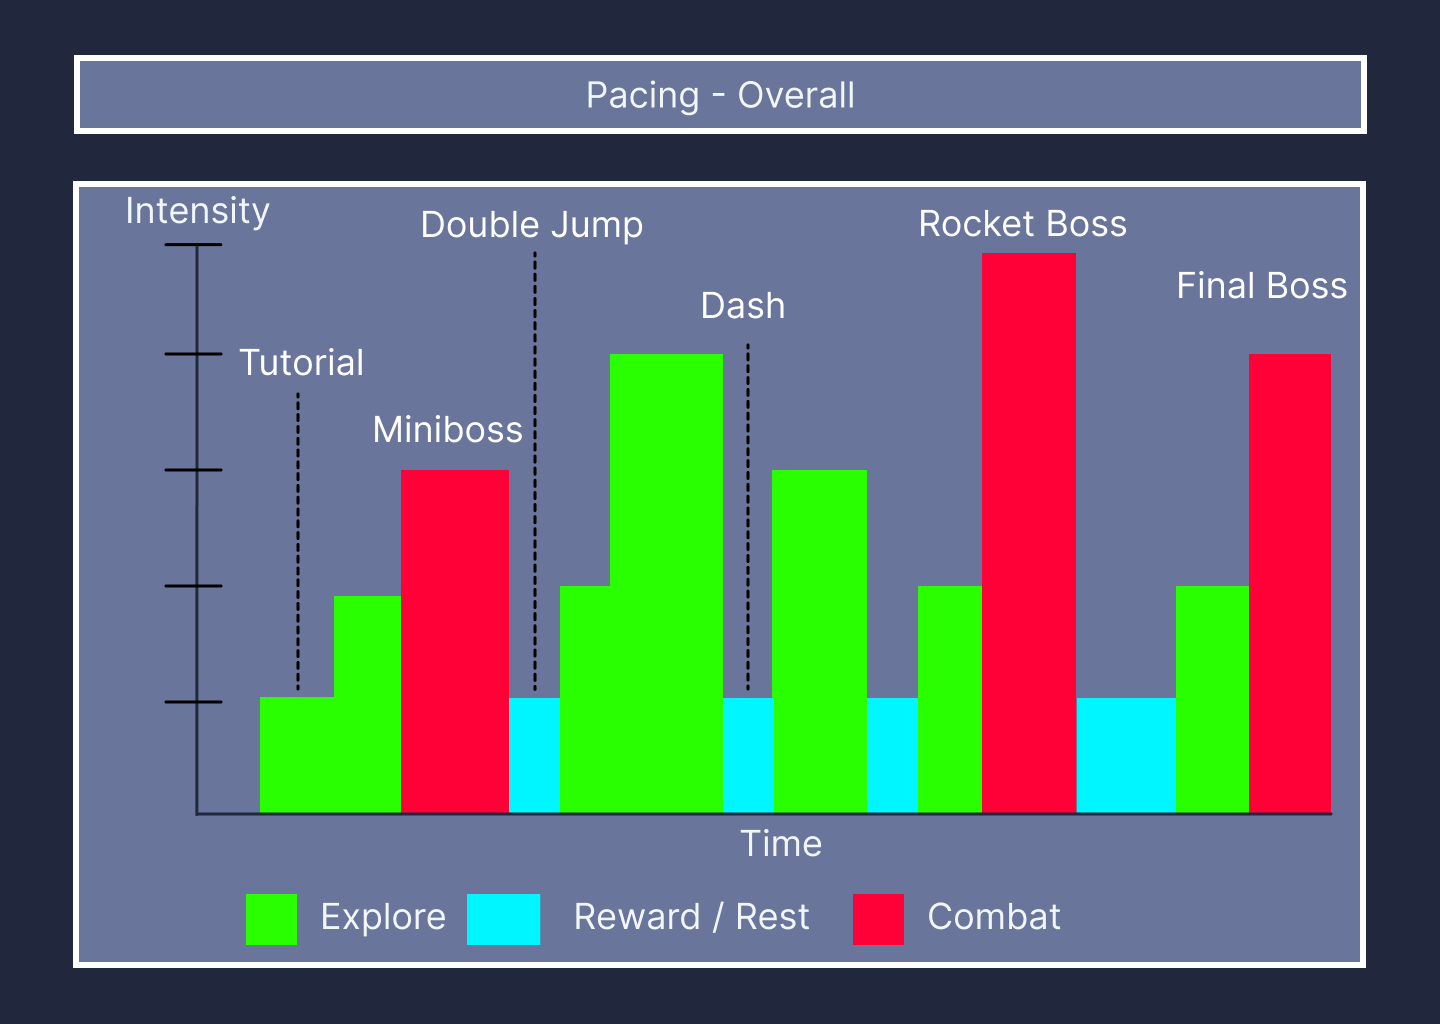 Pacing - Overall
Intensity
Double Jump
Rocket Boss
Final Boss
Dash
Tutorial
Miniboss
Time
Explore
Reward / Rest
Combat